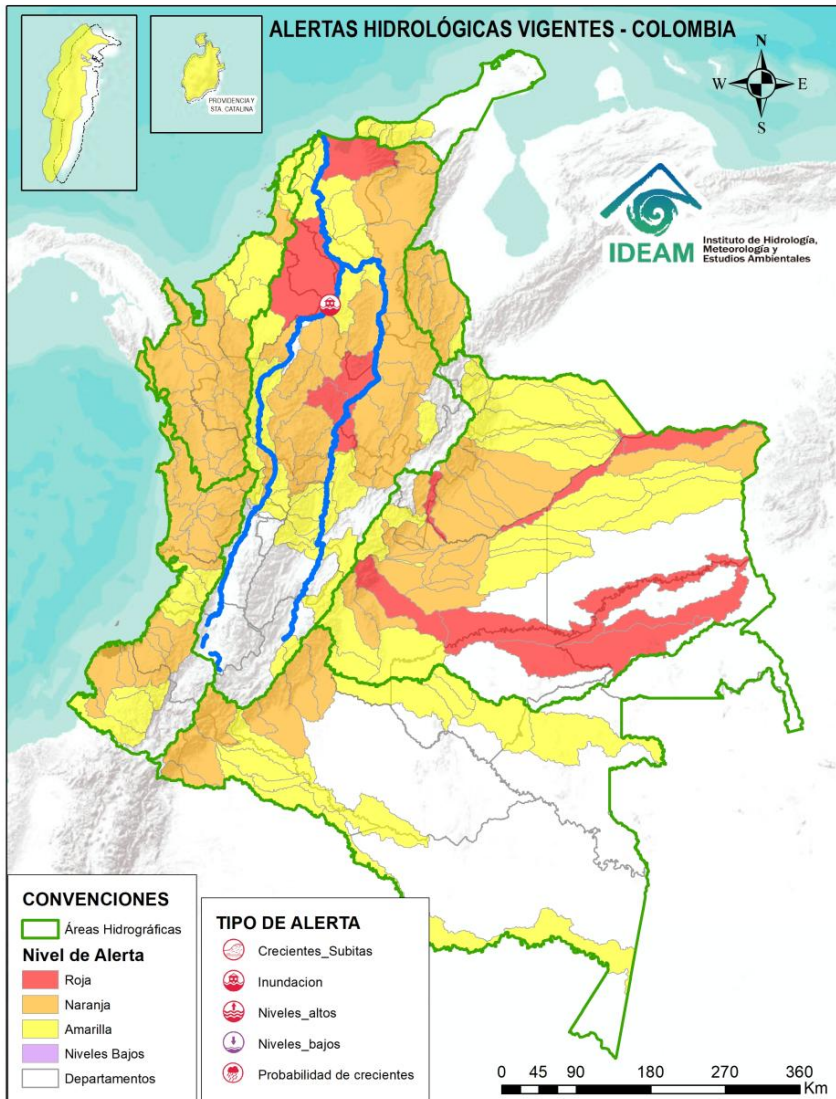 ALERTAS HIDROLÓGICAS VIGENTES - COLOMBIA
PROVIDENCIA Y
STA. CATALINA
N
W
E
S
IDEAM
Instituto de Hidrología,
Meteorología y
Estudios Ambientales
CONVENCIONES
Áreas Hidrográficas
Nivel de Alerta
Roja
Naranja
Amarilla
Niveles Bajos
Departamentos
TIPO DE ALERTA
Crecientes_Subitas
Inundacion
Niveles_altos
Niveles_bajos
Probabilidad de crecientes
0 45 90 180 270 360
Km